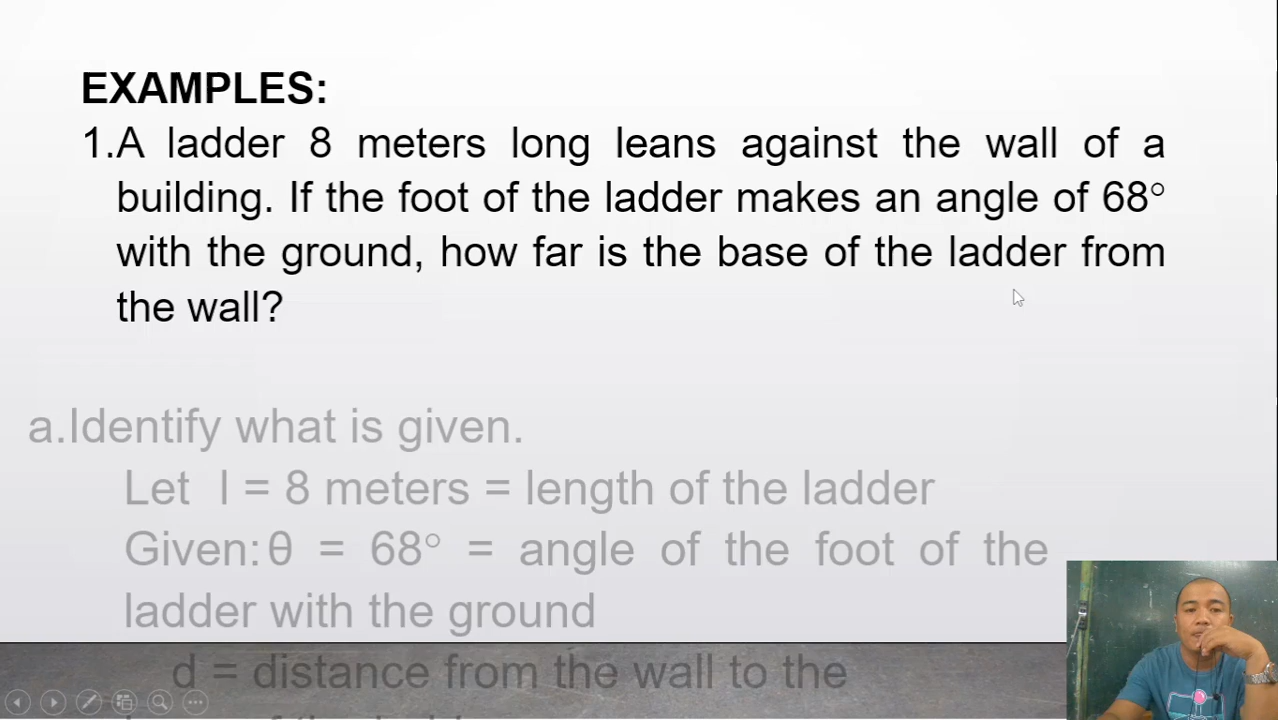 EXAMPLES:
1.A ladder 8 meters long leans against the wall of a
building. If the foot of the ladder makes an angle of 68°
with the ground, how far is the base of the ladder from
the wall?
a.Identify what is given.
Let l = 8 meters = length of the ladder
Given: θ = 68° = angle of the foot of the
ladder with the ground
d = distance from the wall to the